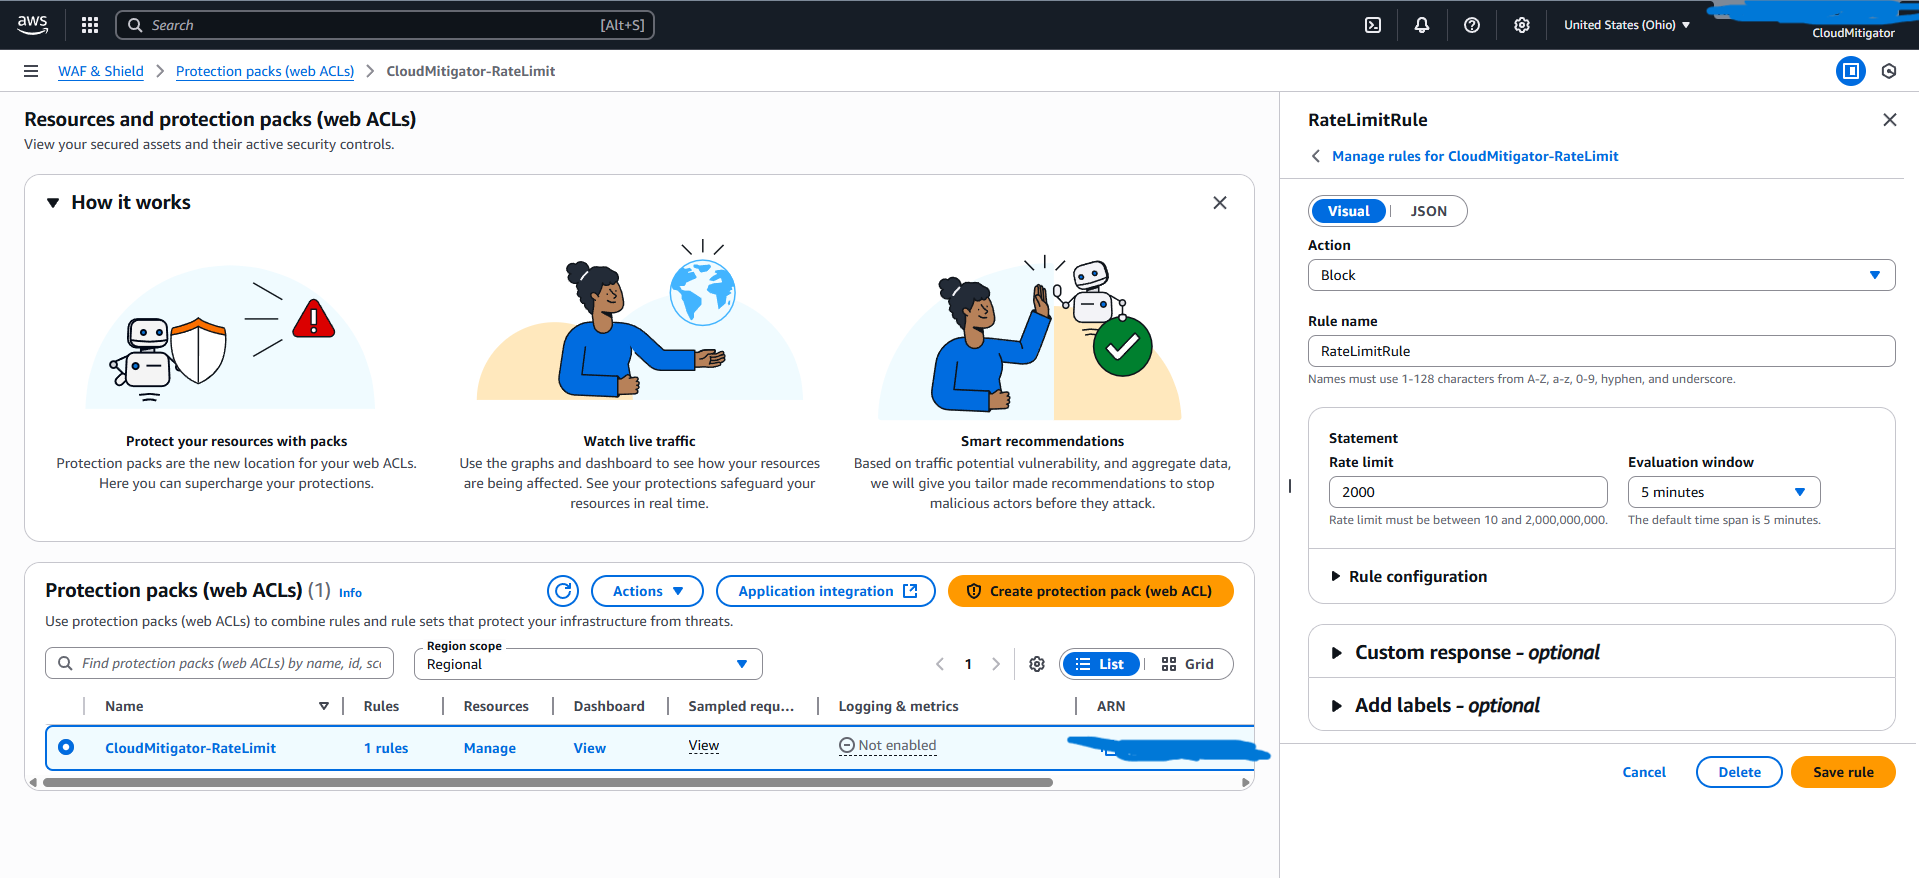 aws
Search
[Alt+S]
United States (Ohio)
CloudMitigator
WAF & Shield
Protection packs (web ACLs)
CloudMitigator-RateLimit
Resources and protection packs (web ACLs)
View your secured assets and their active security controls.
How it works
Protect your resources with packs
Protection packs are the new location for your web ACLs.
Here you can supercharge your protections.
Watch live traffic
Use the graphs and dashboard to see how your resources
are being affected. See your protections safeguard your
resources in real time.
Smart recommendations
Based on traffic potential vulnerability, and aggregate data,
we will give you tailor made recommendations to stop
malicious actors before they attack.
Protection packs (web ACLs) (1) Info
Actions
Application integration
Create protection pack (web ACL)
Use protection packs (web ACLs) to combine rules and rule sets that protect your infrastructure from threats.
Find protection packs (web ACLs) by name, id, sc
Region scope
Regional
1
List
Grid
Name
Rules
Resources
Dashboard
Sampled requ...
Logging & metrics
ARN
CloudMitigator-RateLimit
1 rules
Manage
View
View
Not enabled
RateLimitRule
Manage rules for CloudMitigator-RateLimit
Visual
JSON
Action
Block
Rule name
RateLimitRule
Names must use 1-128 characters from A-Z, a-z, 0-9, hyphen, and underscore.
Statement
Rate limit
2000
Rate limit must be between 10 and 2,000,000,000.
Evaluation window
5 minutes
The default time span is 5 minutes.
Rule configuration
Custom response - optional
Add labels - optional
Cancel
Delete
Save rule